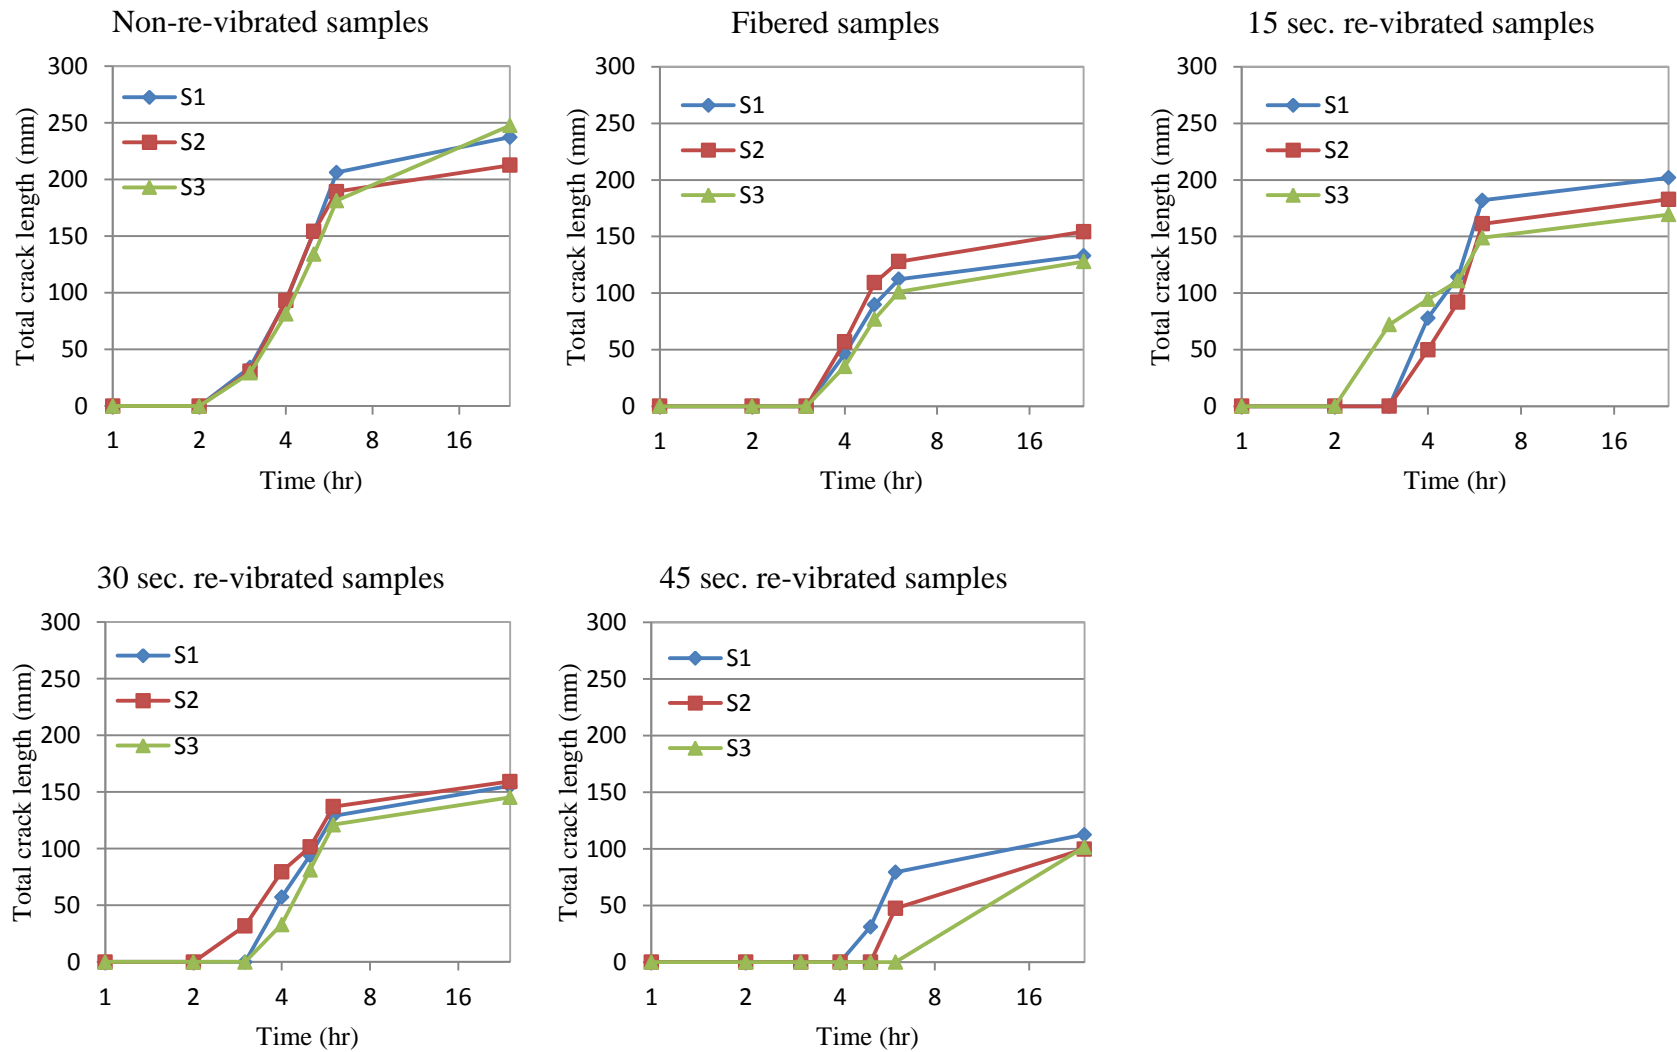 Non-re-vibrated samples
Total crack length (mm)
300
250
200
150
100
50
0
S1
S2
S3
1 2 4 8 16
Time (hr)
Fibered samples
Total crack length (mm)
300
250
200
150
100
50
0
S1
S2
S3
1 2 4 8 16
Time (hr)
15 sec. re-vibrated samples
Total crack length (mm)
300
250
200
150
100
50
0
S1
S2
S3
1 2 4 8 16
Time (hr)
30 sec. re-vibrated samples
Total crack length (mm)
300
250
200
150
100
50
0
S1
S2
S3
1 2 4 8 16
Time (hr)
45 sec. re-vibrated samples
Total crack length (mm)
300
250
200
150
100
50
0
S1
S2
S3
1 2 4 8 16
Time (hr)